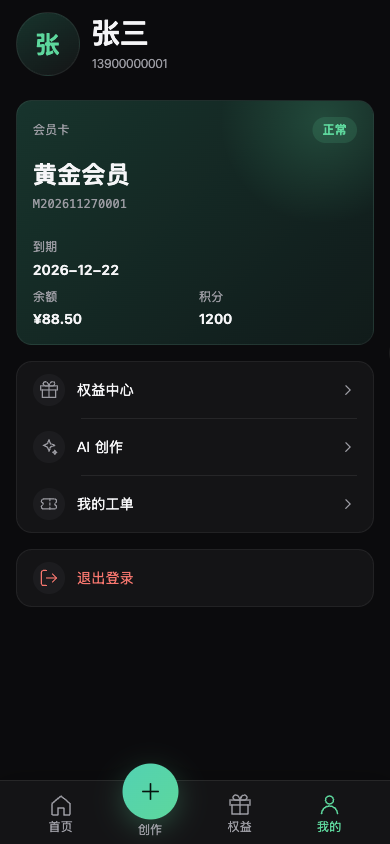 张
张三
13900000001
会员卡
正常
黄金会员
M202611270001
到期
2026-12-22
余额
积分
¥88.50
1200
权益中心
AI 创作
我的工单
退出登录
首页
创作
权益
我的